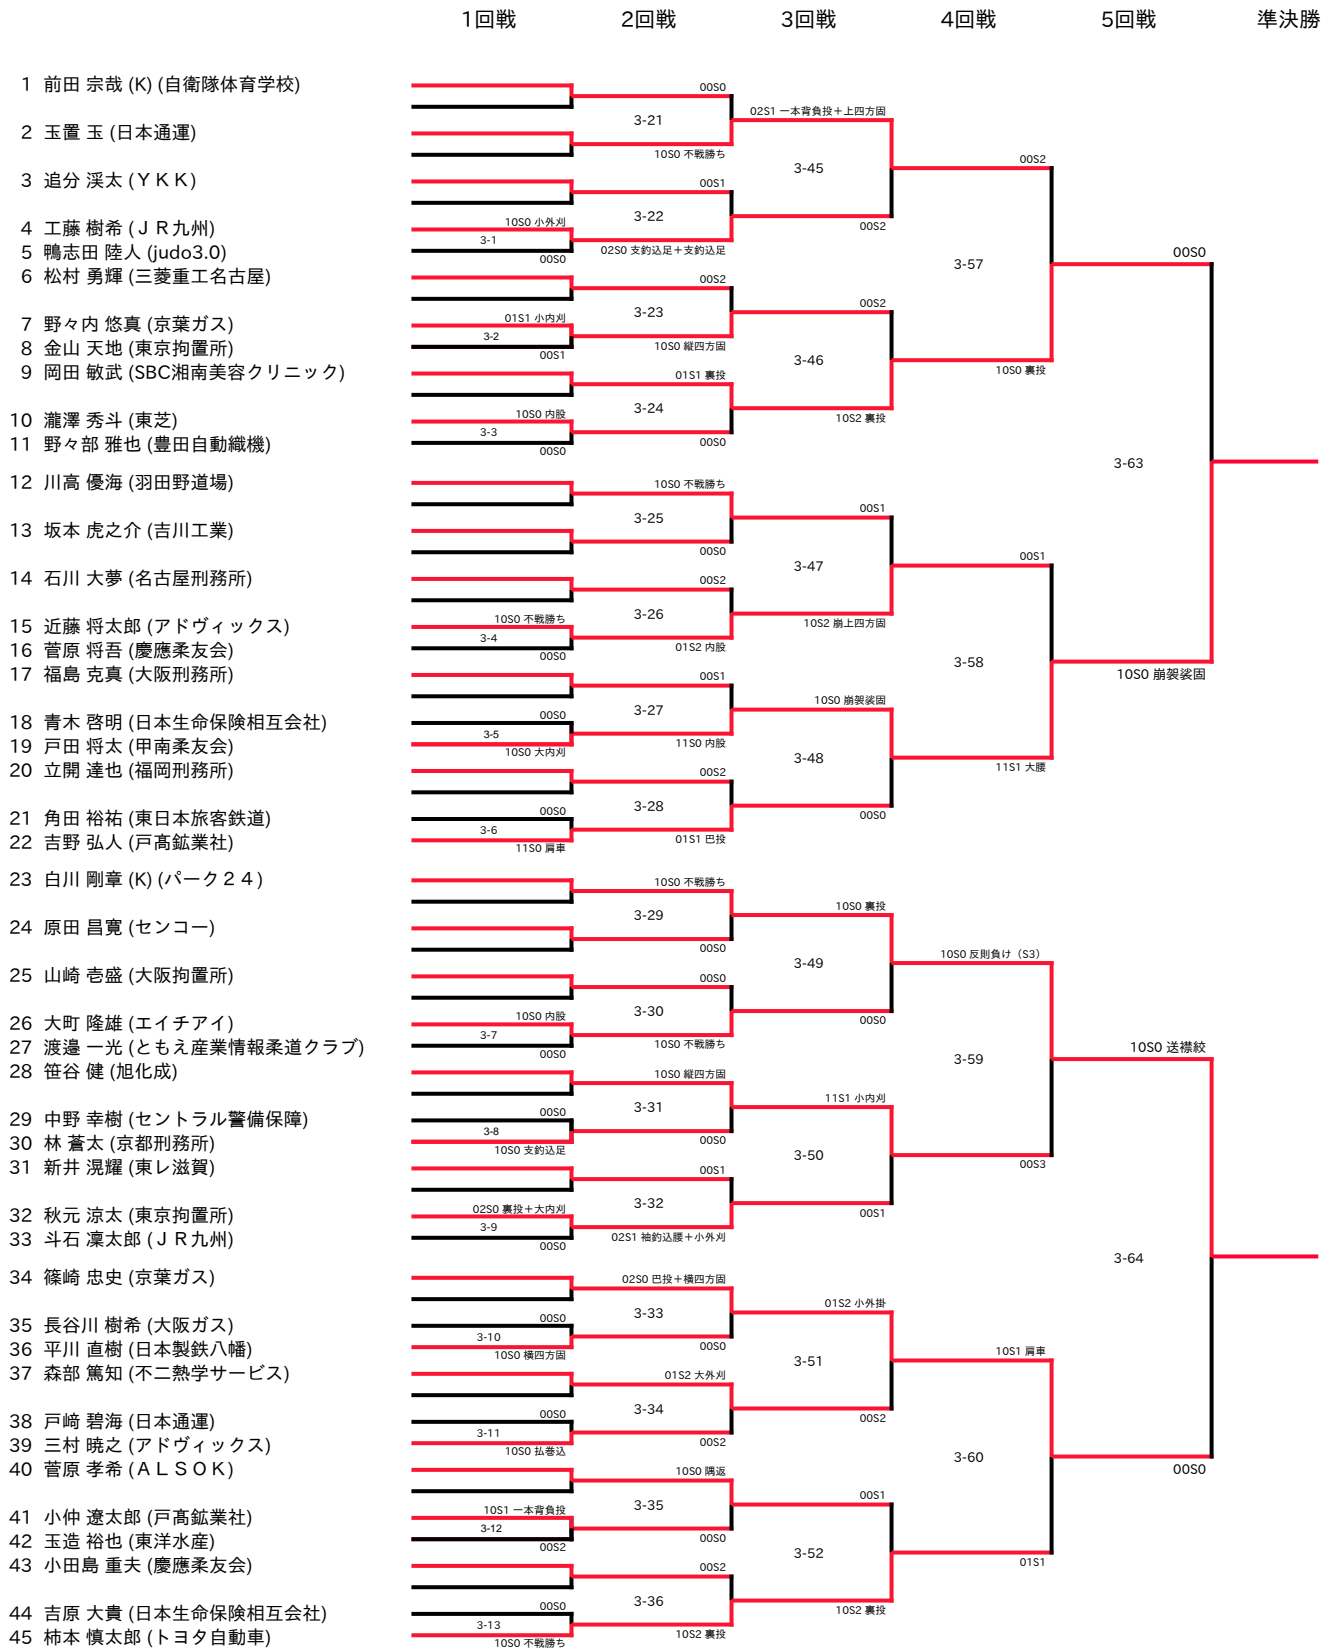 1回戦 2回戦 3回戦 4回戦 5回戦 準決勝
1 前田 宗哉 (K) (自衛隊体育学校)
00S0
02S1 一本背負投＋上四方固
3-21
2 玉置 玉 (日本通運)
10S0 不戦勝ち
00S2
3-45
3 追分 渓太 (ＹＫＫ)
00S1
4 工藤 樹希 (ＪＲ九州)
10S0 小外刈
3-22
00S2
3-1
5 鴨志田 陸人 (judo3.0)
00S0
02S0 支釣込足＋支釣込足
00S0
3-57
6 松村 勇輝 (三菱重工名古屋)
00S2
00S2
7 野々内 悠真 (京葉ガス)
01S1 小内刈
3-23
3-2
8 金山 天地 (東京拘置所)
00S1
10S0 縦四方固
3-46
9 岡田 敏武 (SBC湘南美容クリニック)
01S1 裏投
10S0 裏投
10 瀧澤 秀斗 (東芝)
10S0 内股
3-24
10S2 裏投
3-3
11 野々部 雅也 (豊田自動織機)
00S0
00S0
3-63
12 川高 優海 (羽田野道場)
10S0 不戦勝ち
00S1
3-25
13 坂本 虎之介 (吉川工業)
00S0
00S1
3-47
14 石川 大夢 (名古屋刑務所)
00S2
15 近藤 将太郎 (アドヴィックス)
10S0 不戦勝ち
3-26
10S2 崩上四方固
3-4
16 菅原 将吾 (慶應柔友会)
00S0
01S2 内股
3-58
17 福島 克真 (大阪刑務所)
00S1
10S0 崩袈裟固
10S0 崩袈裟固
18 青木 啓明 (日本生命保険相互会社)
00S0
3-27
3-5
19 戸田 将太 (甲南柔友会)
10S0 大内刈
11S0 内股
3-48
20 立開 達也 (福岡刑務所)
00S2
11S1 大腰
21 角田 裕祐 (東日本旅客鉄道)
00S0
3-28
00S0
3-6
22 吉野 弘人 (戸髙鉱業社)
11S0 肩車
01S1 巴投
23 白川 剛章 (K) (パーク２４)
10S0 不戦勝ち
10S0 裏投
3-29
24 原田 昌寛 (センコー)
00S0
10S0 反則負け（S3）
3-49
25 山崎 壱盛 (大阪拘置所)
00S0
26 大町 隆雄 (エイチアイ)
10S0 内股
3-30
00S0
3-7
27 渡邉 一光 (ともえ産業情報柔道クラブ)
00S0
10S0 不戦勝ち
10S0 送襟絞
3-59
28 笹谷 健 (旭化成)
10S0 縦四方固
11S1 小内刈
29 中野 幸樹 (セントラル警備保障)
00S0
3-31
3-8
30 林 蒼太 (京都刑務所)
10S0 支釣込足
00S0
3-50
31 新井 滉耀 (東レ滋賀)
00S1
00S3
32 秋元 涼太 (東京拘置所)
02S0 裏投＋大内刈
3-32
00S1
3-9
33 斗石 凜太郎 (ＪＲ九州)
00S0
02S1 袖釣込腰＋小外刈
3-64
34 篠崎 忠史 (京葉ガス)
02S0 巴投＋横四方固
01S2 小外掛
35 長谷川 樹希 (大阪ガス)
00S0
3-33
3-10
36 平川 直樹 (日本製鉄八幡)
10S0 横四方固
00S0
10S1 肩車
3-51
37 森部 篤知 (不二熱学サービス)
01S2 大外刈
38 戸﨑 碧海 (日本通運)
00S0
3-34
00S2
3-11
39 三村 暁之 (アドヴィックス)
10S0 払巻込
00S2
3-60
40 菅原 孝希 (ＡＬＳＯＫ)
10S0 隅返
00S0
00S1
41 小仲 遼太郎 (戸髙鉱業社)
10S1 一本背負投
3-35
3-12
42 玉造 裕也 (東洋水産)
00S2
00S0
3-52
43 小田島 重夫 (慶應柔友会)
00S2
01S1
44 吉原 大貴 (日本生命保険相互会社)
00S0
3-36
10S2 裏投
3-13
45 柿本 慎太郎 (トヨタ自動車)
10S0 不戦勝ち
10S2 裏投